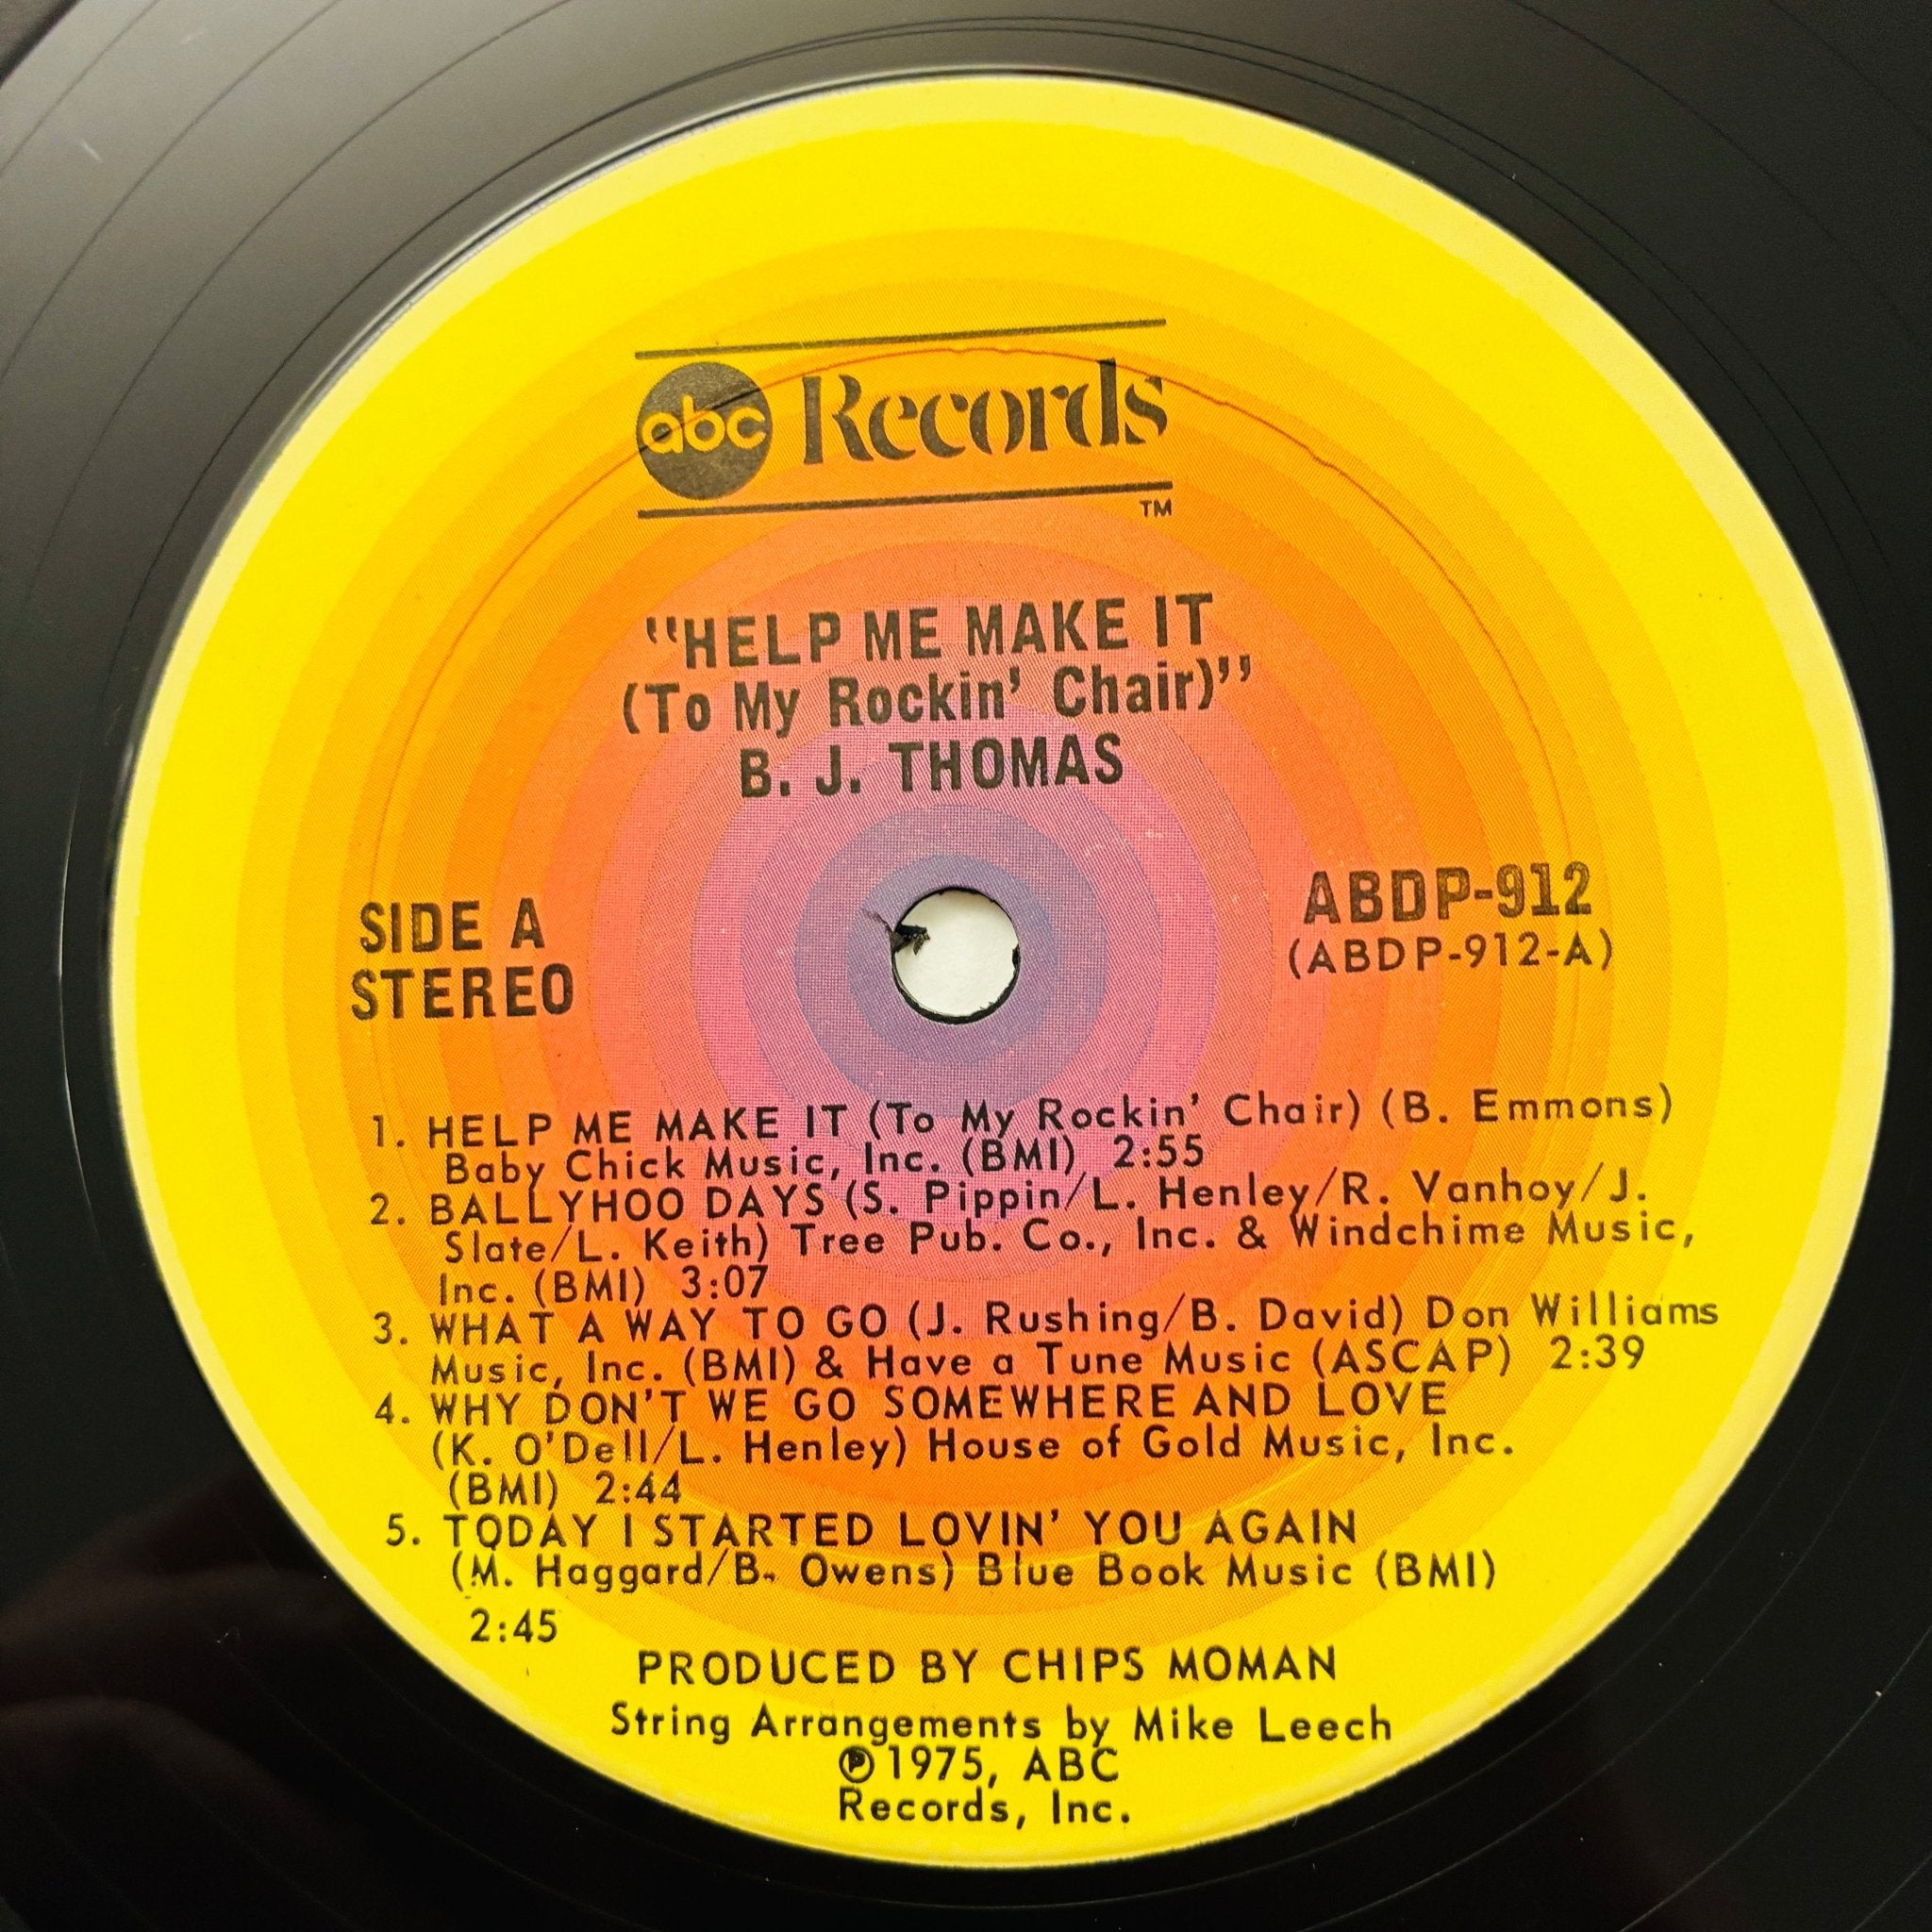 abc Records
TM
"HELP ME MAKE IT
(To My Rockin' Chair)"
B. J. THOMAS
SIDE A
STEREO
ABDP-912
(ABDP-912-A)
1. HELP ME MAKE IT (To My Rockin' Chair) (B. Emmons)
Baby Chick Music, Inc. (BMI) 2:55
2. BALLYHOO DAYS (S. Pippin/L. Henley/R. Vanhoy/J.
Slate/L. Keith) Tree Pub. Co., Inc. & Windchime Music,
Inc. (BMI) 3:07
3. WHAT A WAY TO GO (J. Rushing/B. David) Don Williams
Music, Inc. (BMI) & Have a Tune Music (ASCAP) 2:39
4. WHY DON'T WE GO SOMEWHERE AND LOVE
(K. O'Dell/L. Henley) House of Gold Music, Inc.
(BMI) 2:44
5. TODAY I STARTED LOVIN' YOU AGAIN
(M. Haggard/B. Owens) Blue Book Music (BMI)
2:45
PRODUCED BY CHIPS MOMAN
String Arrangements by Mike Leech
℗1975, ABC
Records, Inc.